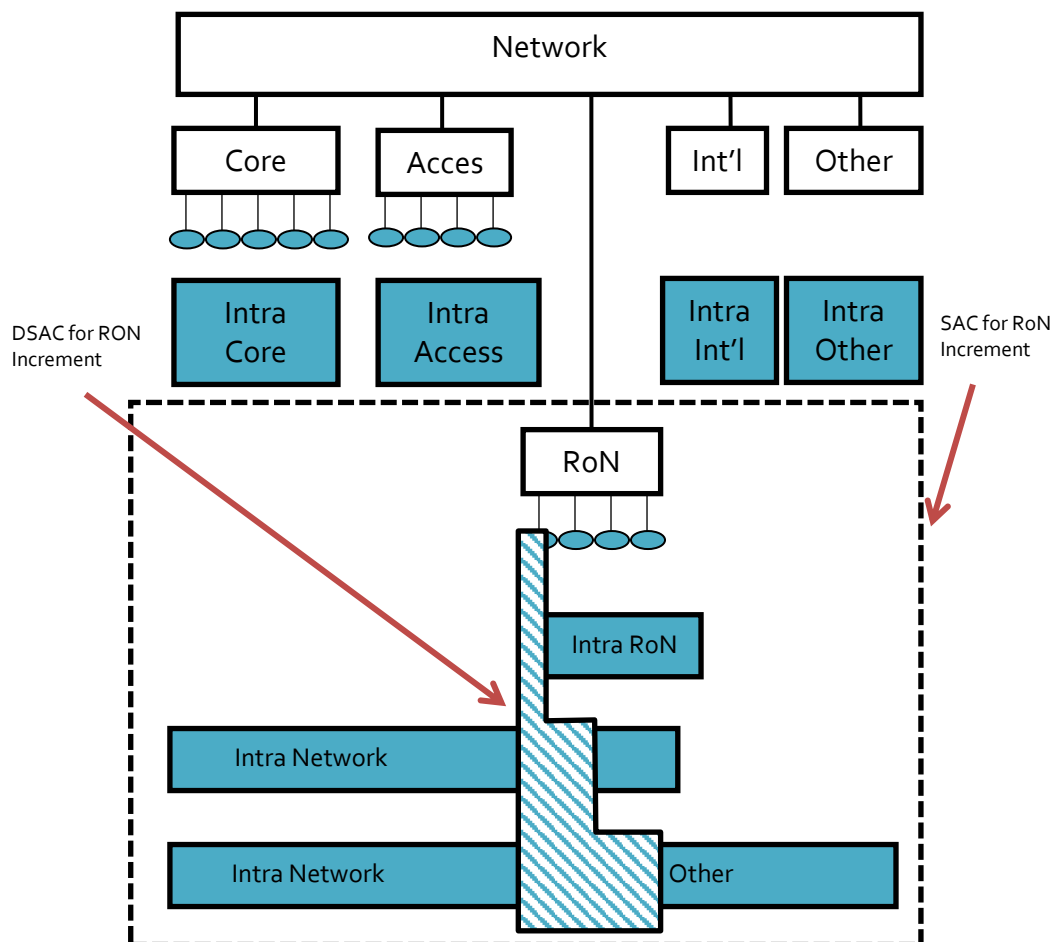 Network
Core
Acces
Int'l
Other
Intra
Core
Intra
Access
Intra
Int'l
Intra
Other
DSAC for RON
Increment
SAC for RoN
Increment
RoN
Intra RoN
Intra Network
Intra Network
Other